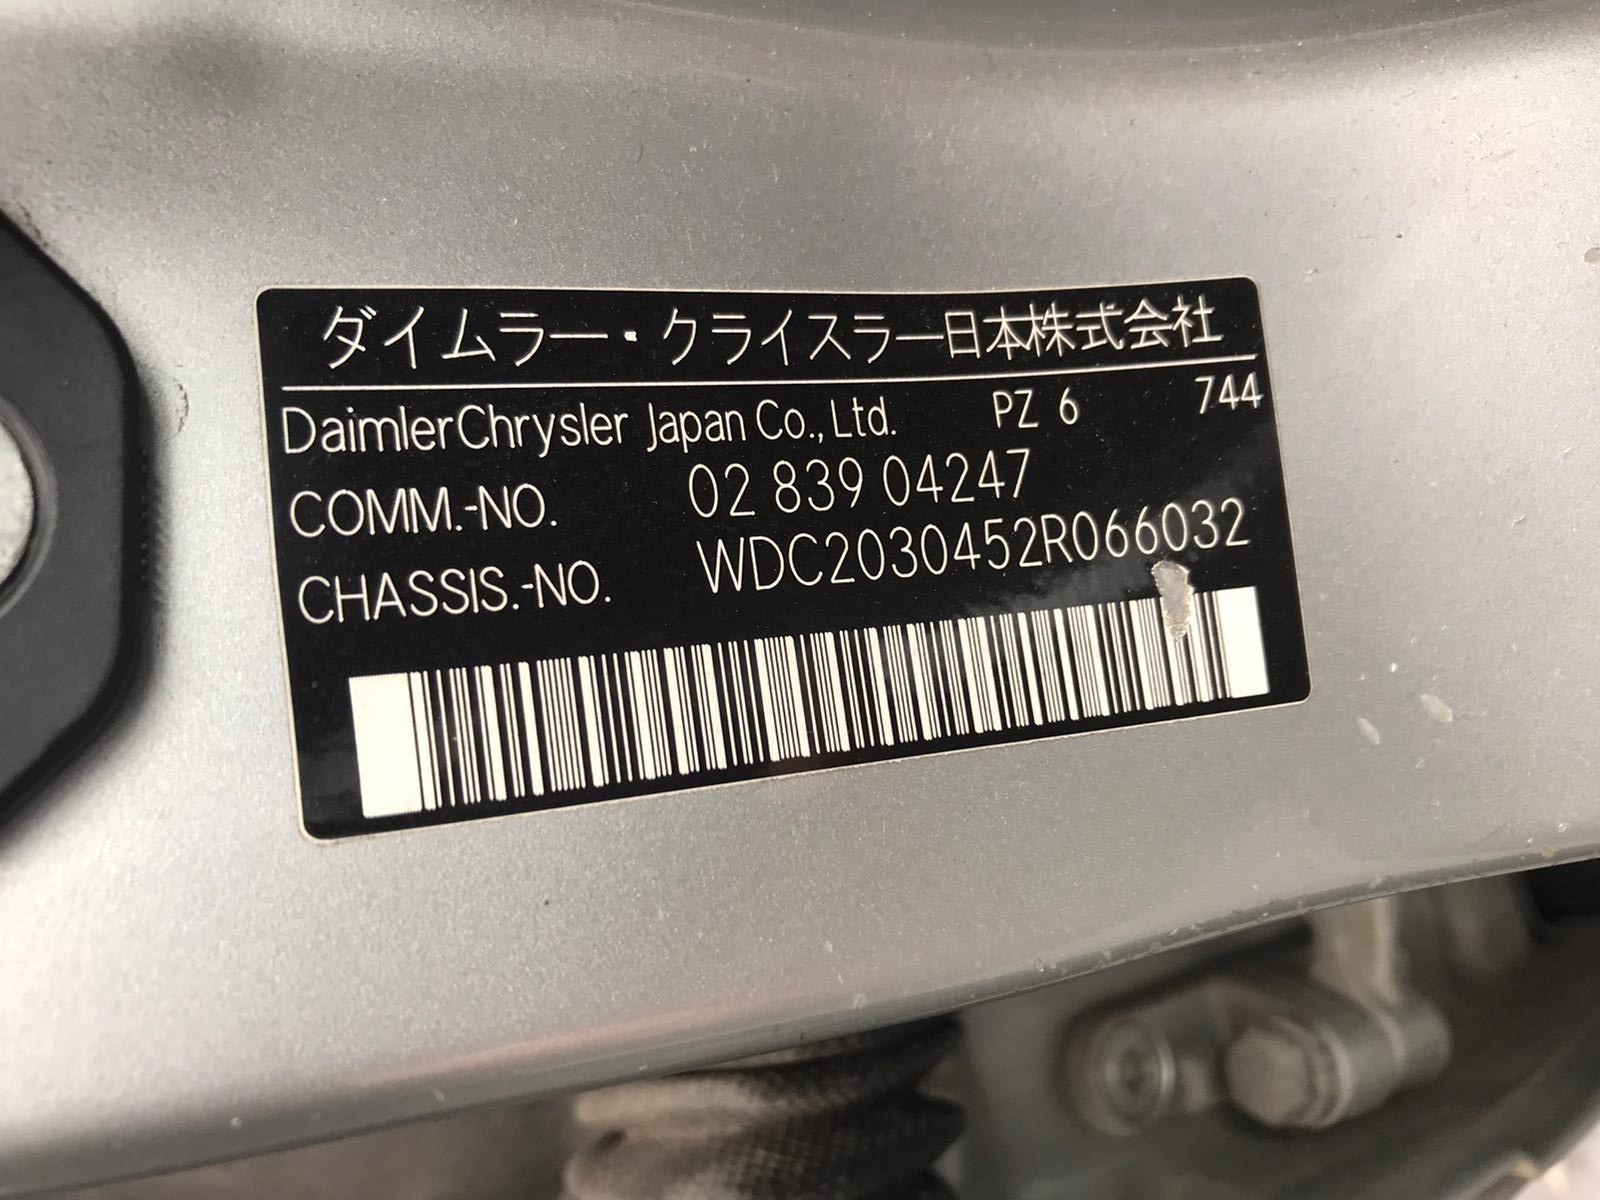 ダイムラー・クライスラー日本株式会社
DaimlerChrysler Japan Co., Ltd. PZ 6 744
COMM.-NO. 02 839 04247
CHASSIS.-NO. WDC2030452R066032